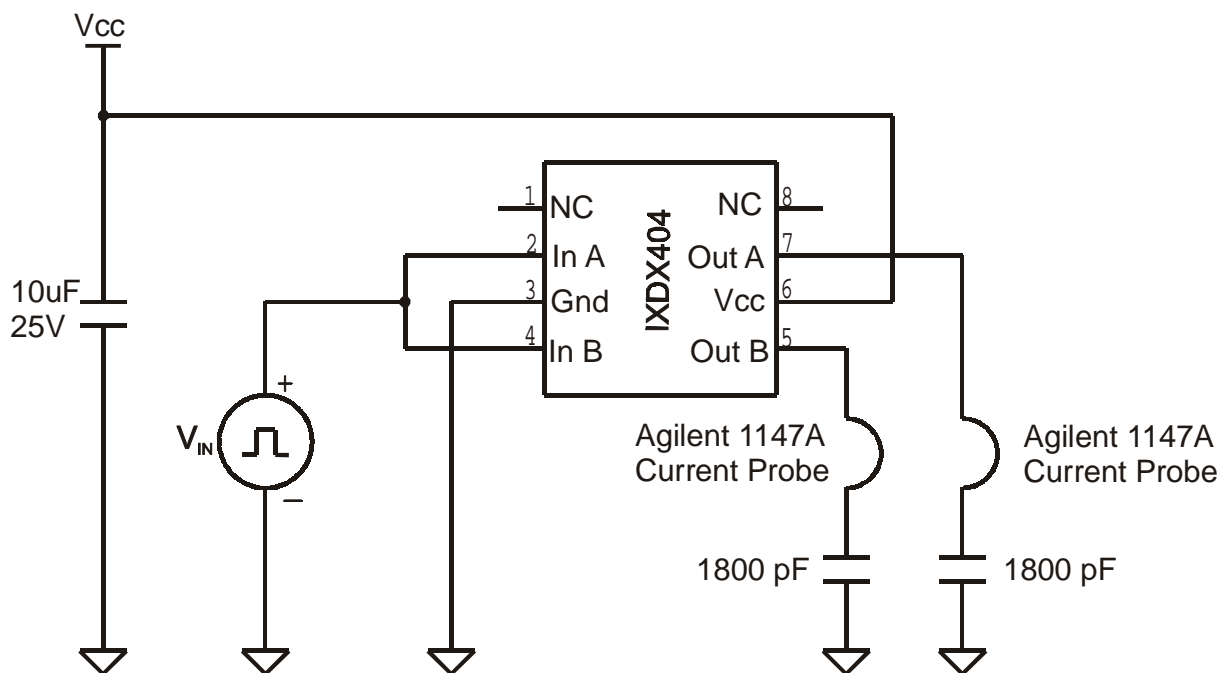 Vcc
10uF
25V
V_IN
+
−
1
NC
2
In A
3
Gnd
4
In B
IXDX404
NC
8
Out A
7
Vcc
6
Out B
5
Agilent 1147A
Current Probe
Agilent 1147A
Current Probe
1800 pF
1800 pF